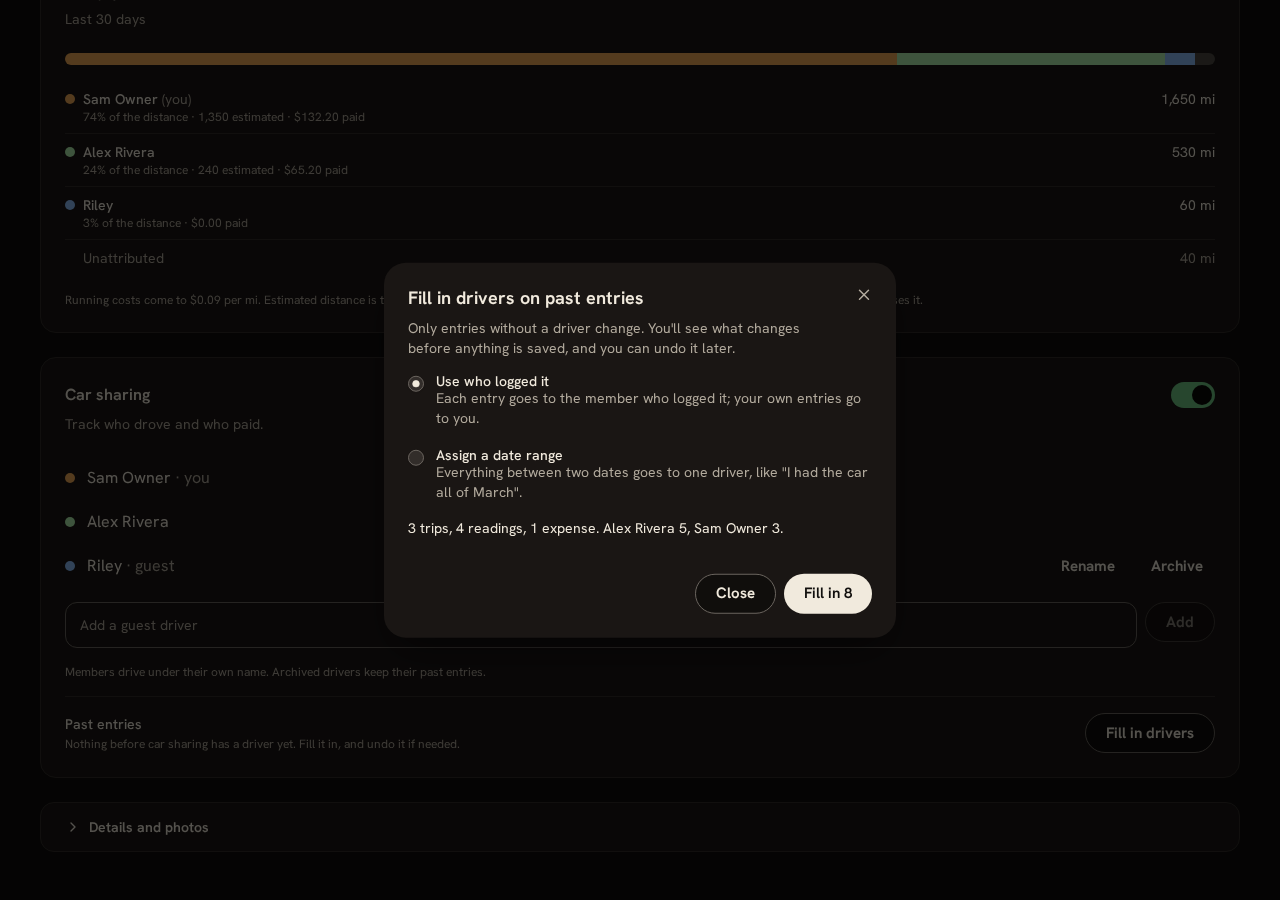 Last 30 days
Sam Owner (you)
1,650 mi
74% of the distance · 1,350 estimated · $132.20 paid
Alex Rivera
530 mi
24% of the distance · 240 estimated · $65.20 paid
Riley
60 mi
3% of the distance · $0.00 paid
Unattributed
40 mi
Running costs come to $0.09 per mi. Estimated distance is
it.
Fill in drivers on past entries
Only entries without a driver change. You'll see what changes
before anything is saved, and you can undo it later.
Use who logged it
Each entry goes to the member who logged it; your own entries go
to you.
Assign a date range
Everything between two dates goes to one driver, like "I had the car
all of March".
3 trips, 4 readings, 1 expense. Alex Rivera 5, Sam Owner 3.
Close
Fill in 8
Car sharing
Track who drove and who paid.
Sam Owner · you
Alex Rivera
Riley · guest
Rename
Archive
Add a guest driver
Add
Members drive under their own name. Archived drivers keep their past entries.
Past entries
Nothing before car sharing has a driver yet. Fill it in, and undo it if needed.
Fill in drivers
Details and photos